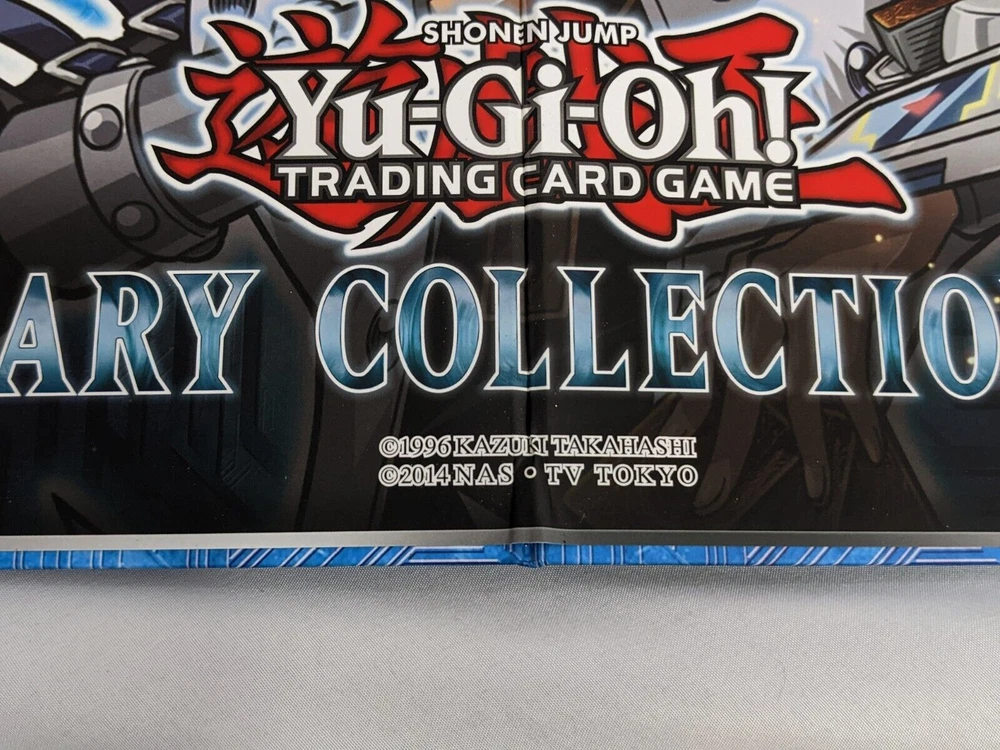 SHONEN JUMP
Yu-Gi-Oh!
TRADING CARD GAME
ARY COLLECTIO
©1996 KAZUKI TAKAHASHI
©2014 NAS • TV TOKYO